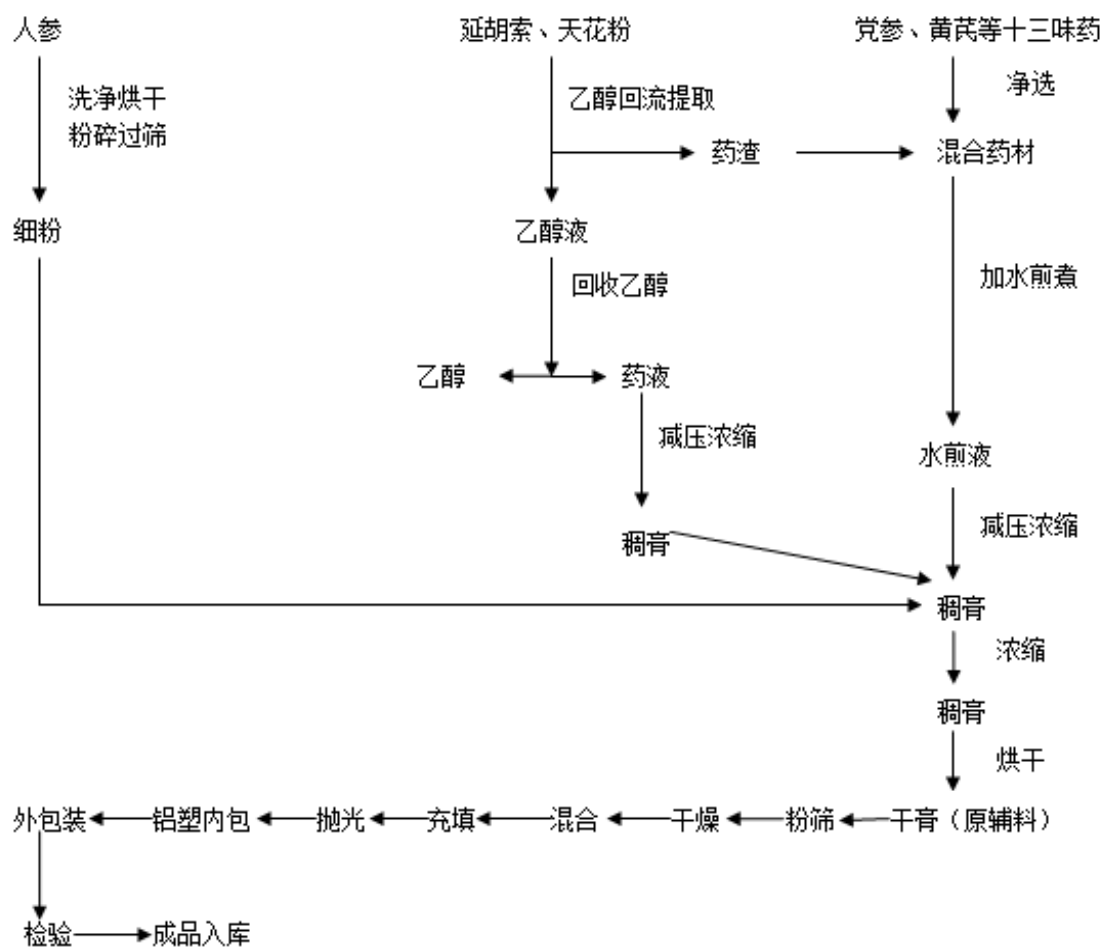 人参
延胡索、天花粉
党参、黄芪等十三味药
洗净烘干
粉碎过筛
乙醇回流提取
净选
药渣
混合药材
细粉
乙醇液
回收乙醇
加水煎煮
乙醇
药液
减压浓缩
水煎液
减压浓缩
稠膏
稠膏
浓缩
稠膏
烘干
外包装
铝塑内包
抛光
充填
混合
干燥
粉筛
干膏（原辅料）
检验
成品入库